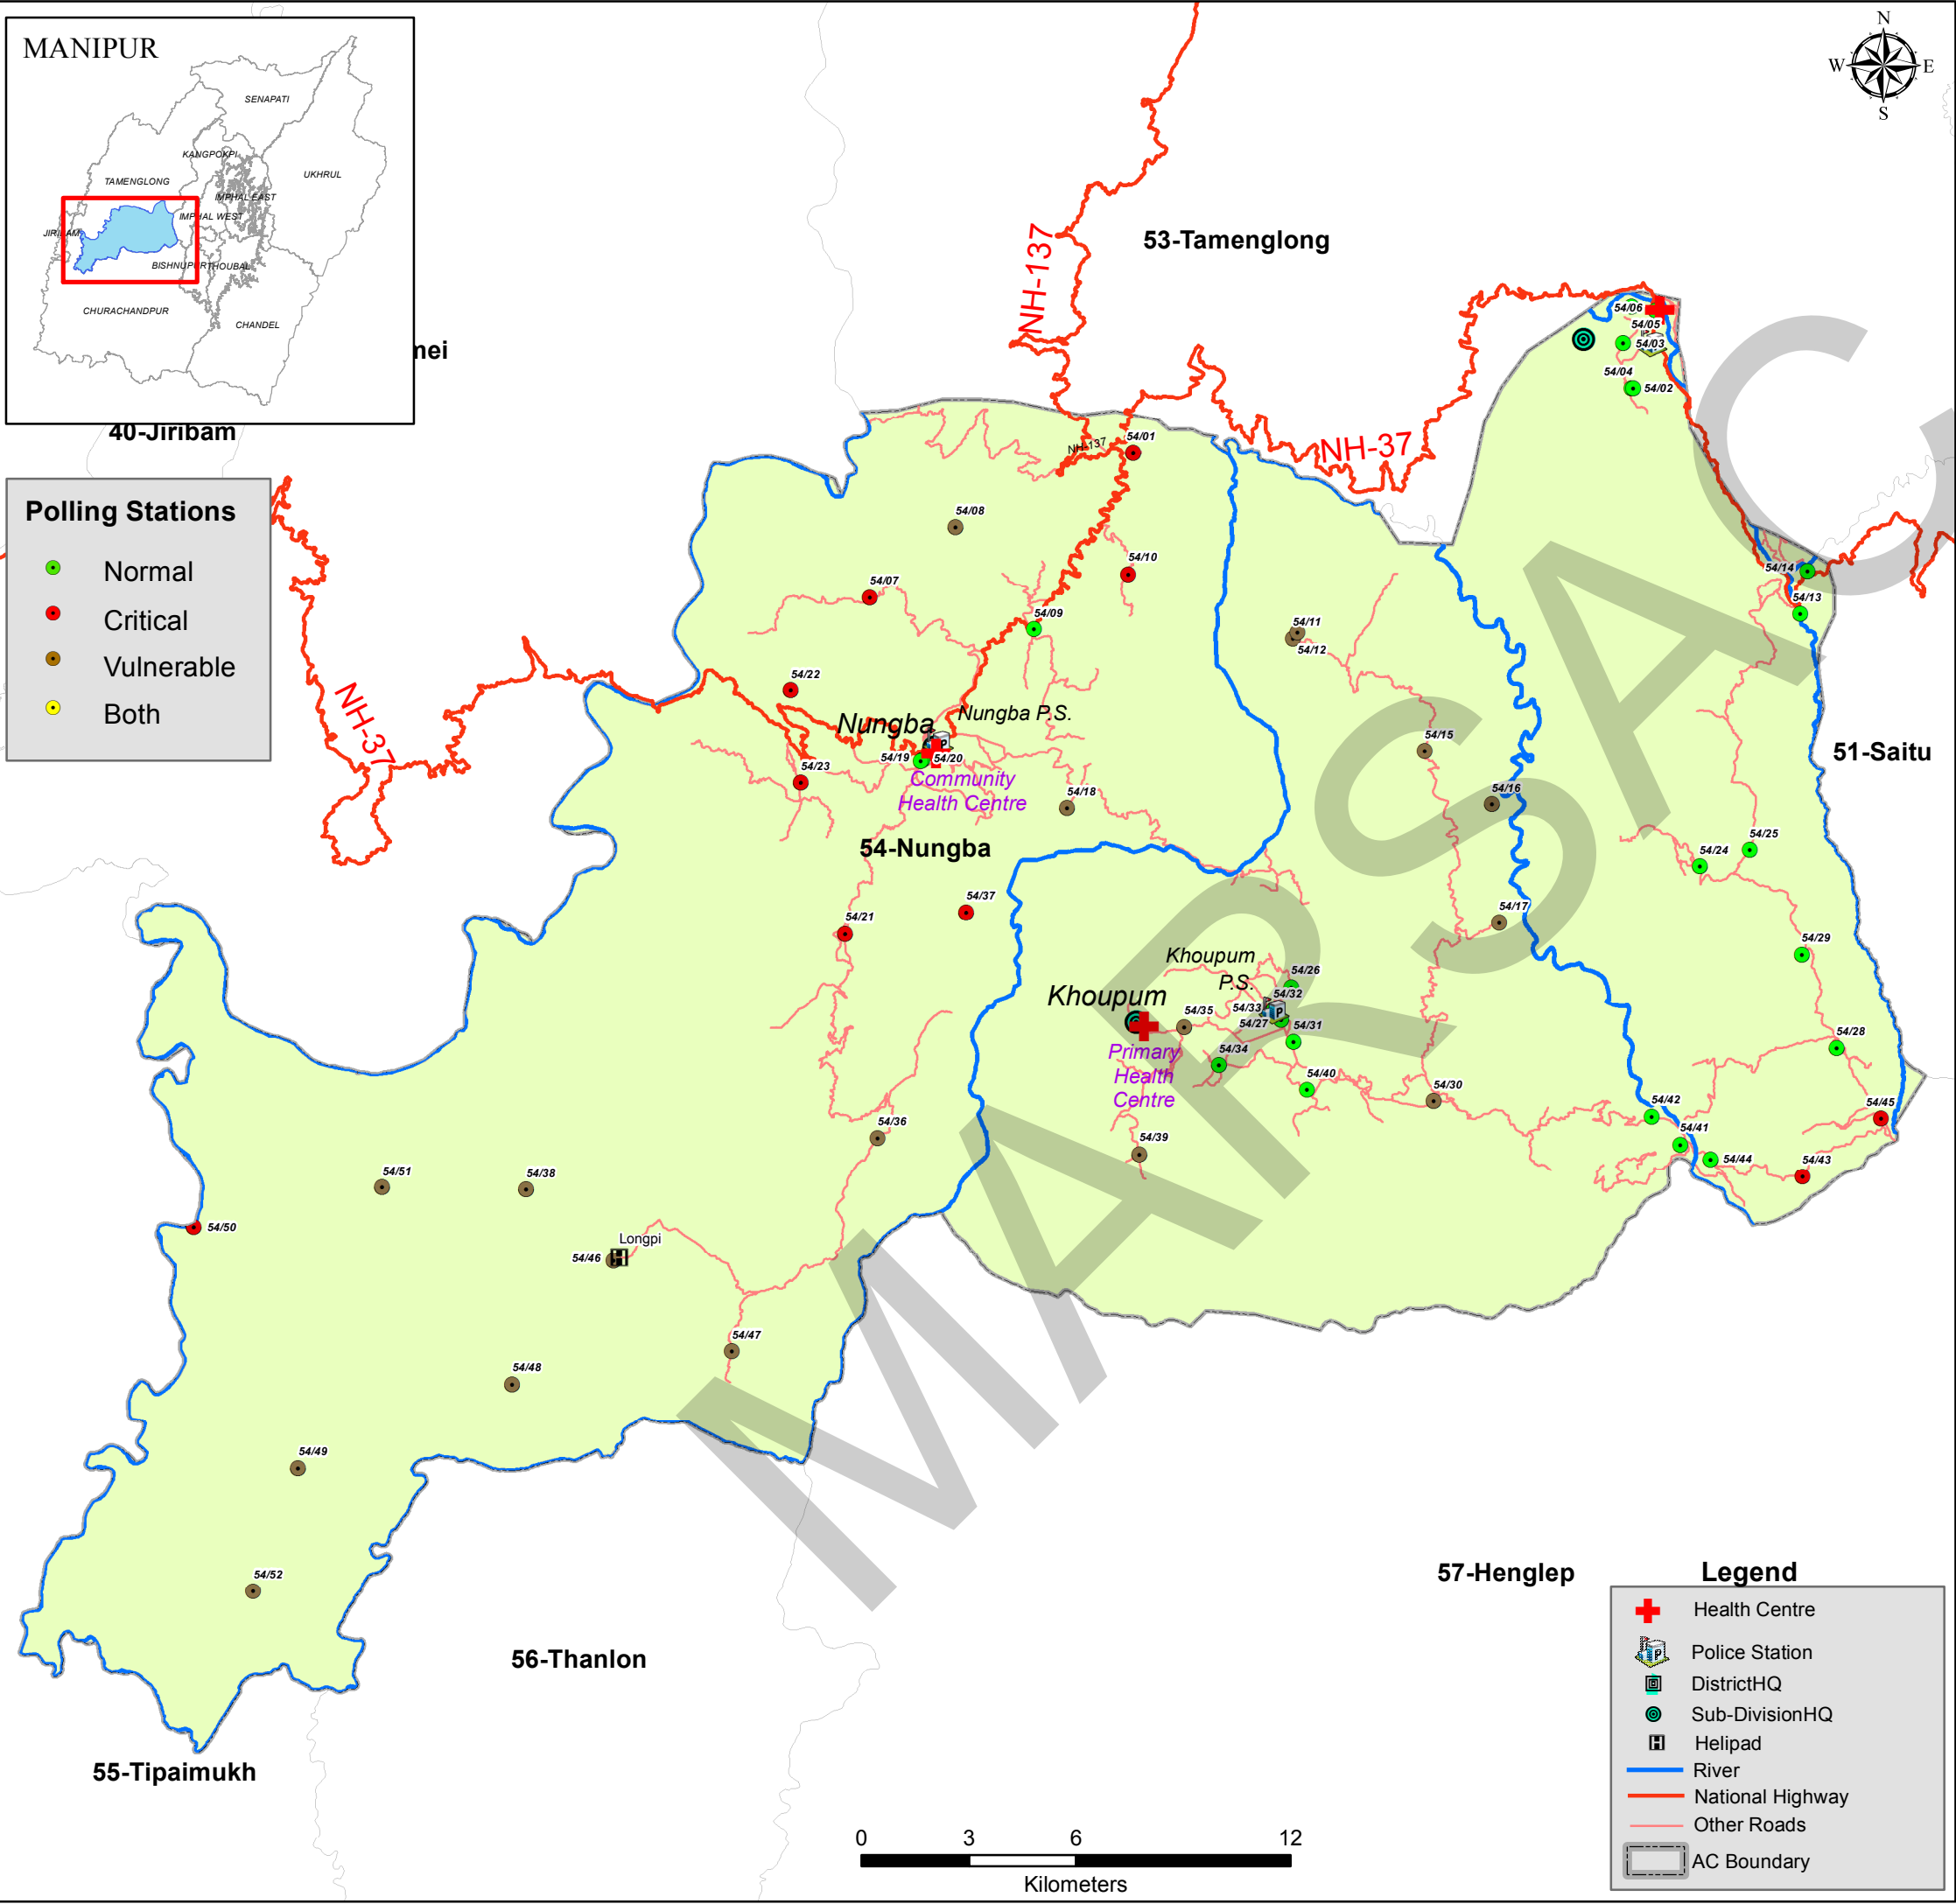 MANIPUR
SENAPATI
KANGPOKPI
UKHRUL
TAMENGLONG
IMPHAL EAST
IMPHAL WEST
JIRIBAM
BISHNUPUR
THOUBAL
CHURACHANDPUR
CHANDEL
N
W
E
S
53-Tamenglong
NH-137
mei
40-Jiribam
NH-37
NH-37
NH-137
Polling Stations
Normal
Critical
Vulnerable
Both
54/06
54/05
54/03
54/04
54/02
54/01
54/08
54/10
54/07
54/09
54/14
54/13
54/11
54/12
54/22
Nungba
Nungba P.S.
54/19
54/20
Community
Health Centre
54/23
54/18
54/15
54/16
51-Saitu
54-Nungba
54/25
54/24
54/37
54/21
54/17
54/29
Khoupum
P.S.
54/26
54/32
Khoupum
54/35
54/33
54/27
54/31
54/28
Primary
Health
Centre
54/34
54/40
54/30
54/42
54/45
54/41
54/44
54/43
54/36
54/39
54/51
54/38
54/50
Longpi
54/46
54/47
54/48
54/49
54/52
MARSAC
57-Henglep
56-Thanlon
55-Tipaimukh
Legend
Health Centre
Police Station
DistrictHQ
Sub-DivisionHQ
Helipad
River
National Highway
Other Roads
AC Boundary
0 3 6 12
Kilometers